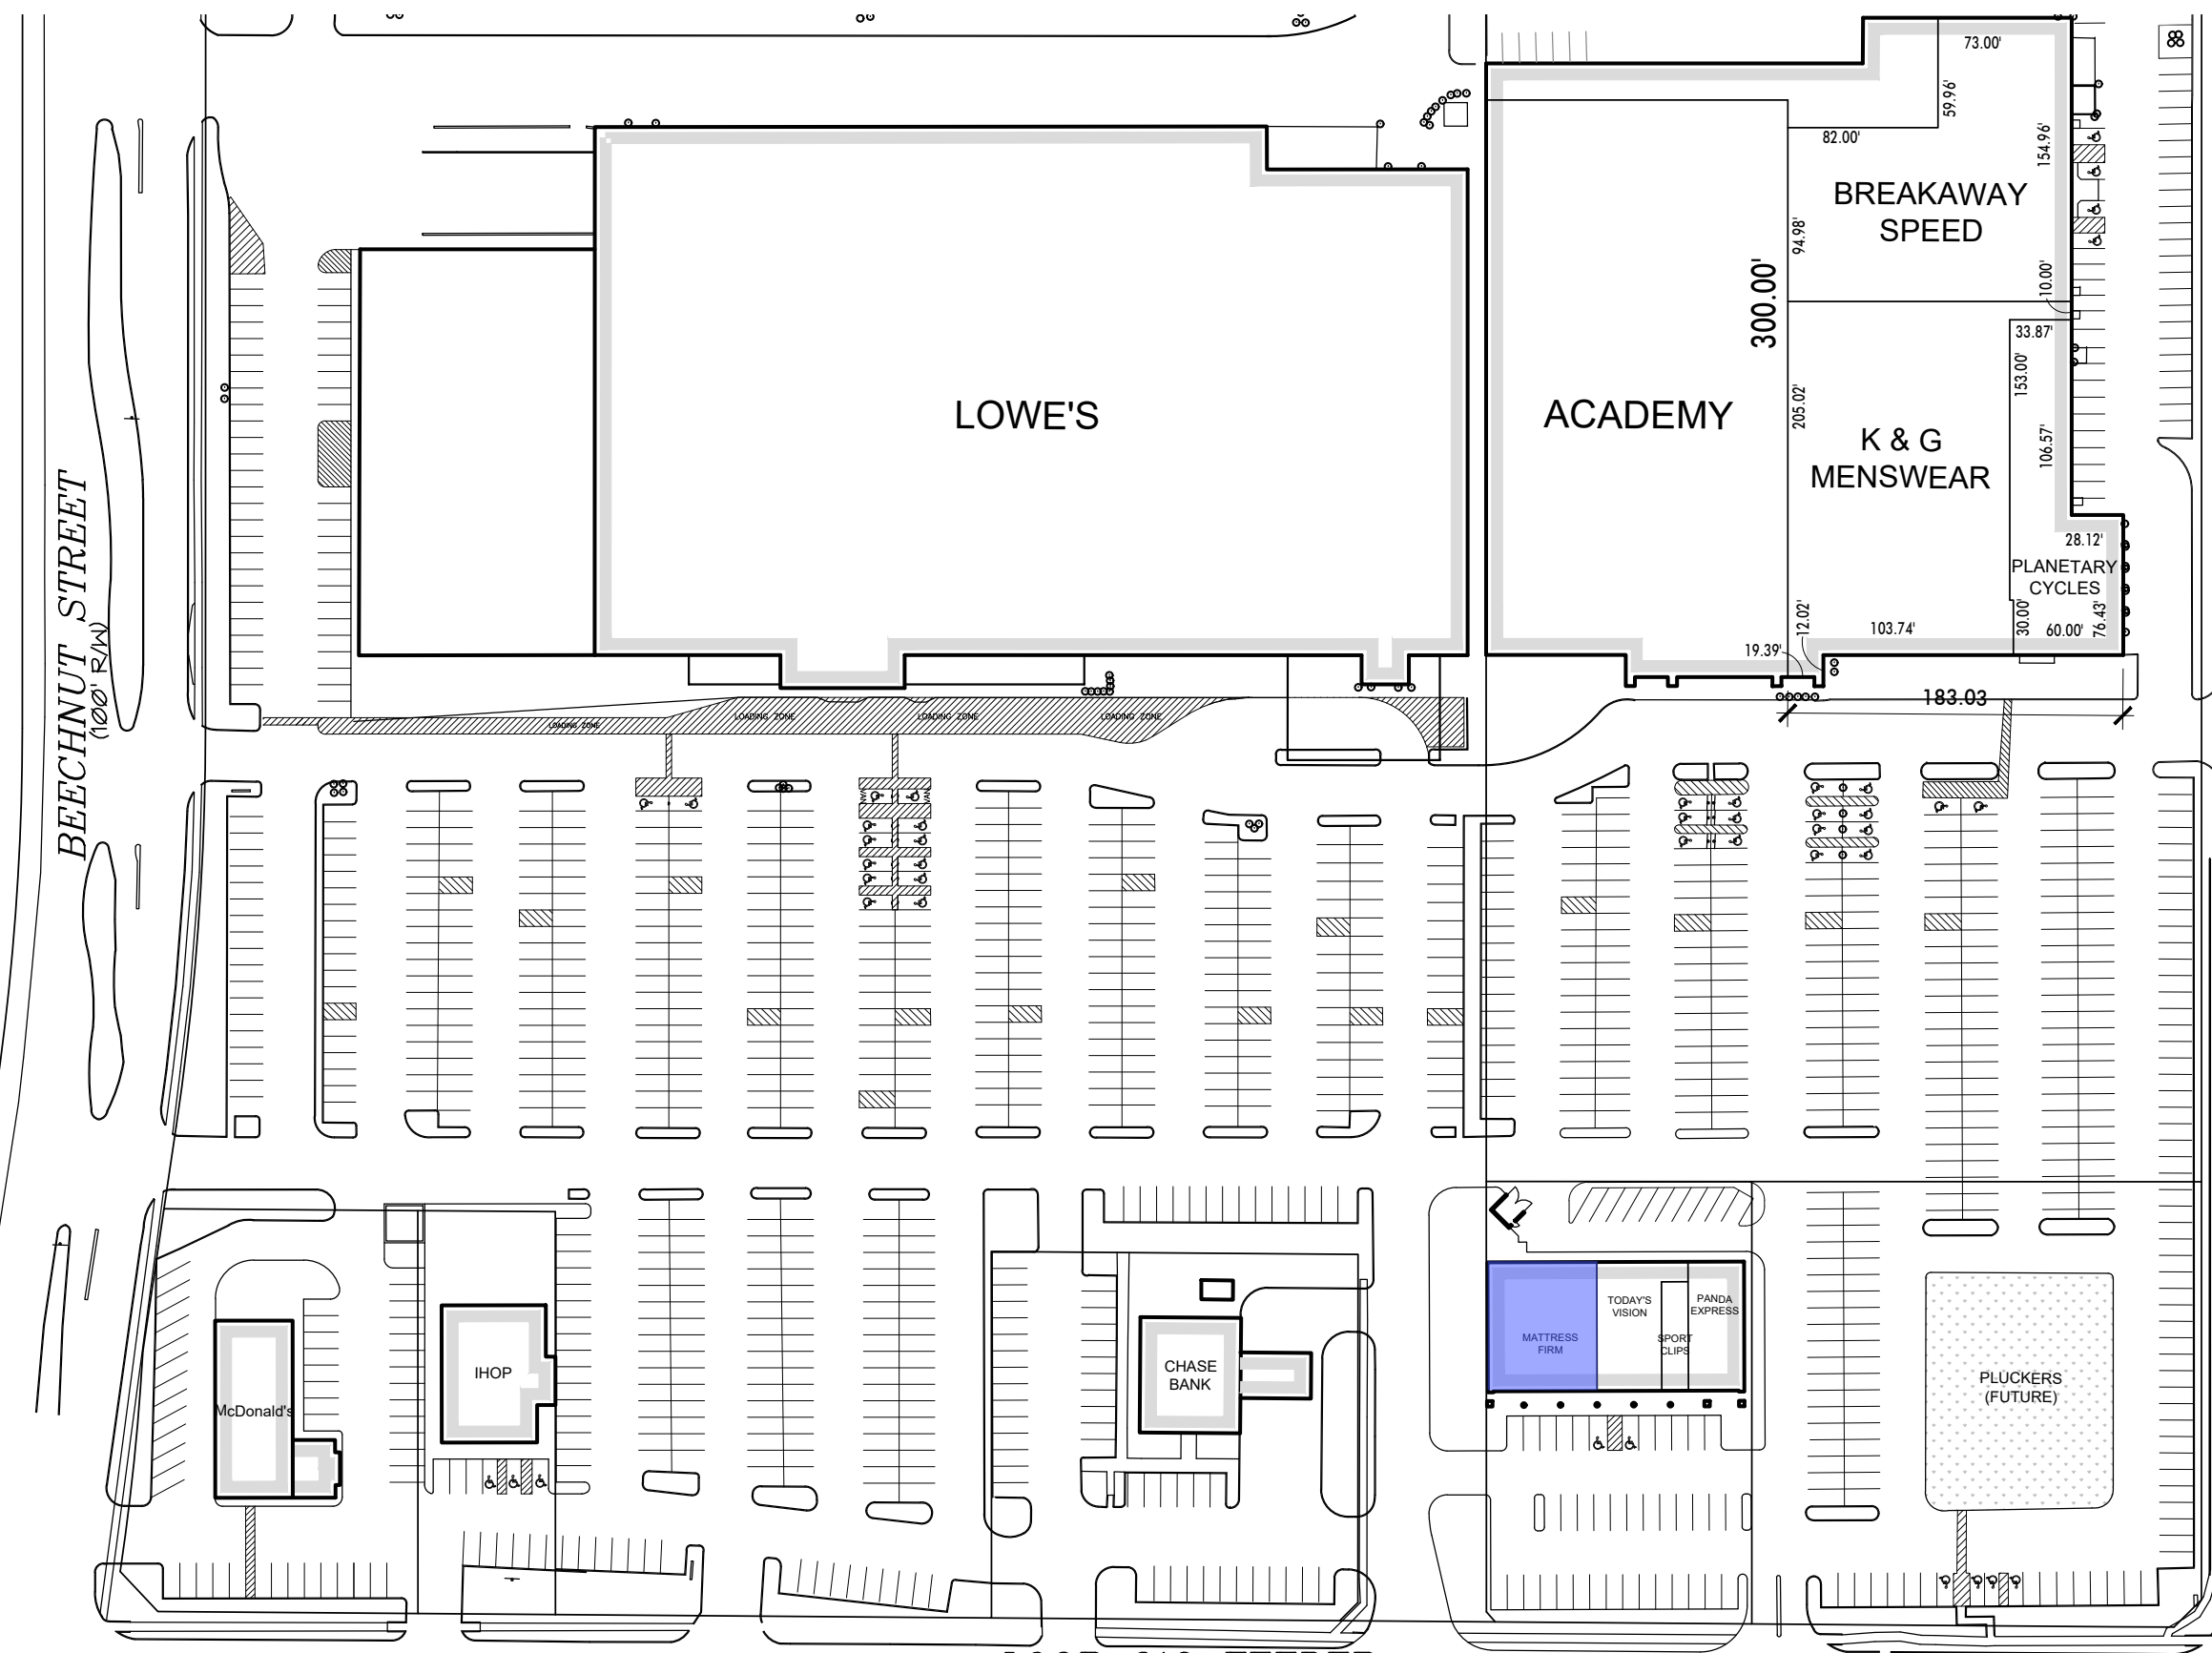 73.00'
59.96'
82.00'
154.96'
BREAKAWAY
SPEED
94.98'
10.00'
300.00'
33.87'
153.00'
LOWE'S
ACADEMY
205.02'
K & G
MENSWEAR
106.57'
28.12'
PLANETARY
CYCLES
BEECHNUT STREET
(100' R/W)
12.02'
103.74'
30.00'
60.00'
76.43'
19.39'
183.03
LOADING ZONE
LOADING ZONE
LOADING ZONE
LOADING ZONE
VAN
VAN
McDonald's
IHOP
CHASE
BANK
MATTRESS
FIRM
TODAY'S
VISION
SPORT
CLIPS
PANDA
EXPRESS
PLUCKERS
(FUTURE)